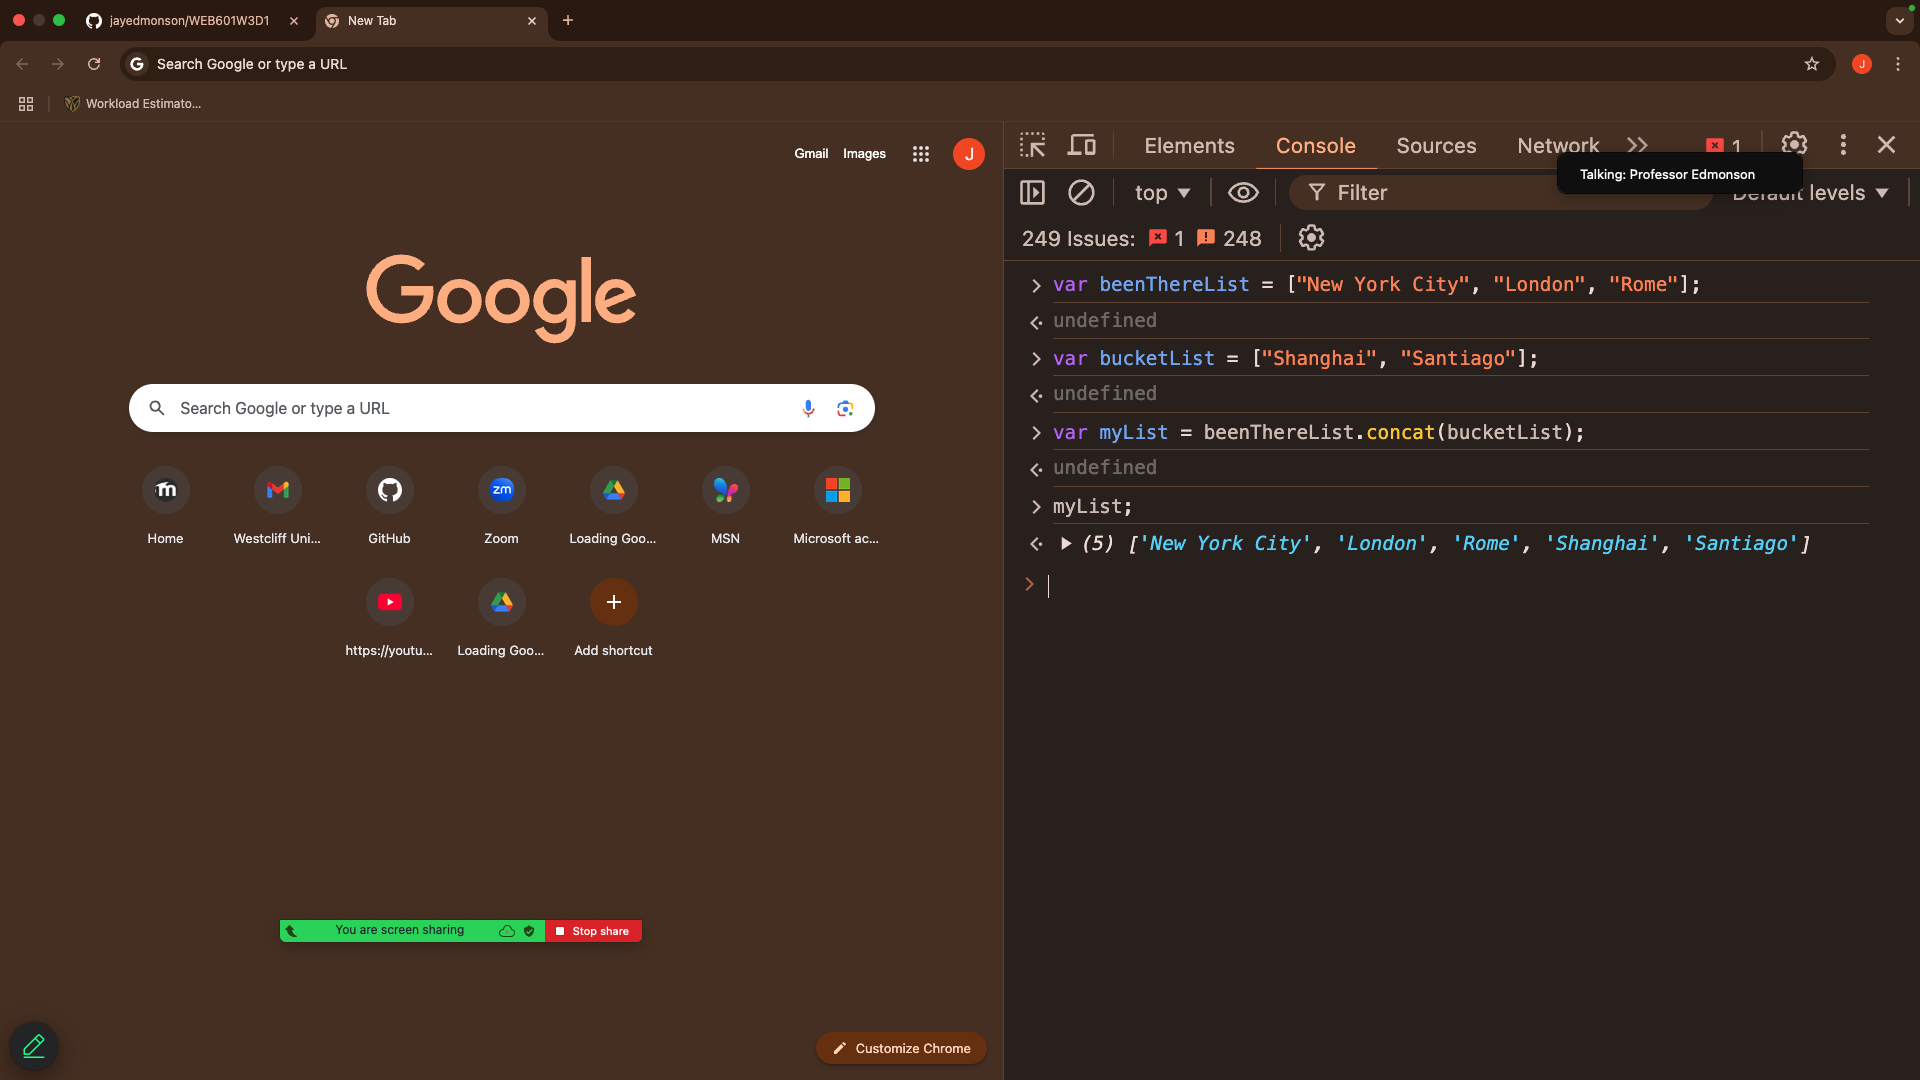 jayedmonson/WEB601W3D1
New Tab
Search Google or type a URL
Workload Estimato...
Gmail Images
J
J
Google
Search Google or type a URL
Home
Westcliff Uni...
GitHub
zm
Zoom
Loading Goo...
MSN
Microsoft ac...
https://youtu...
Loading Goo...
Add shortcut
You are screen sharing
Stop share
Customize Chrome
Elements Console Sources Network 1
Talking: Professor Edmonson
top Filter Default levels
249 Issues: 1 248
var beenThereList = ["New York City", "London", "Rome"];
undefined
var bucketList = ["Shanghai", "Santiago"];
undefined
var myList = beenThereList.concat(bucketList);
undefined
myList;
(5) ['New York City', 'London', 'Rome', 'Shanghai', 'Santiago']